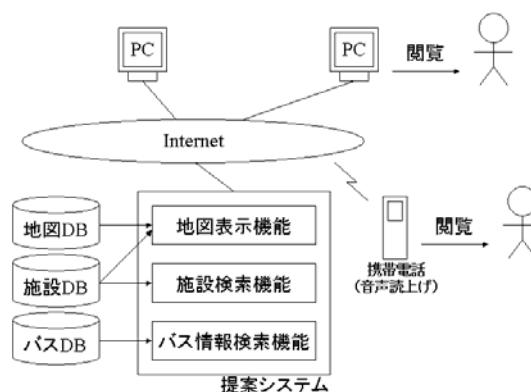 PC
PC
閲覧
Internet
地図DB
地図表示機能
施設DB
施設検索機能
バスDB
バス情報検索機能
提案システム
携帯電話
(音声読上げ)
閲覧